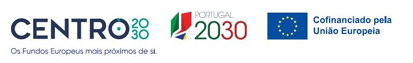 CENTRO 2030
Os Fundos Europeus mais próximos de si.
PORTUGAL
2030
Cofinanciado pela
União Europeia